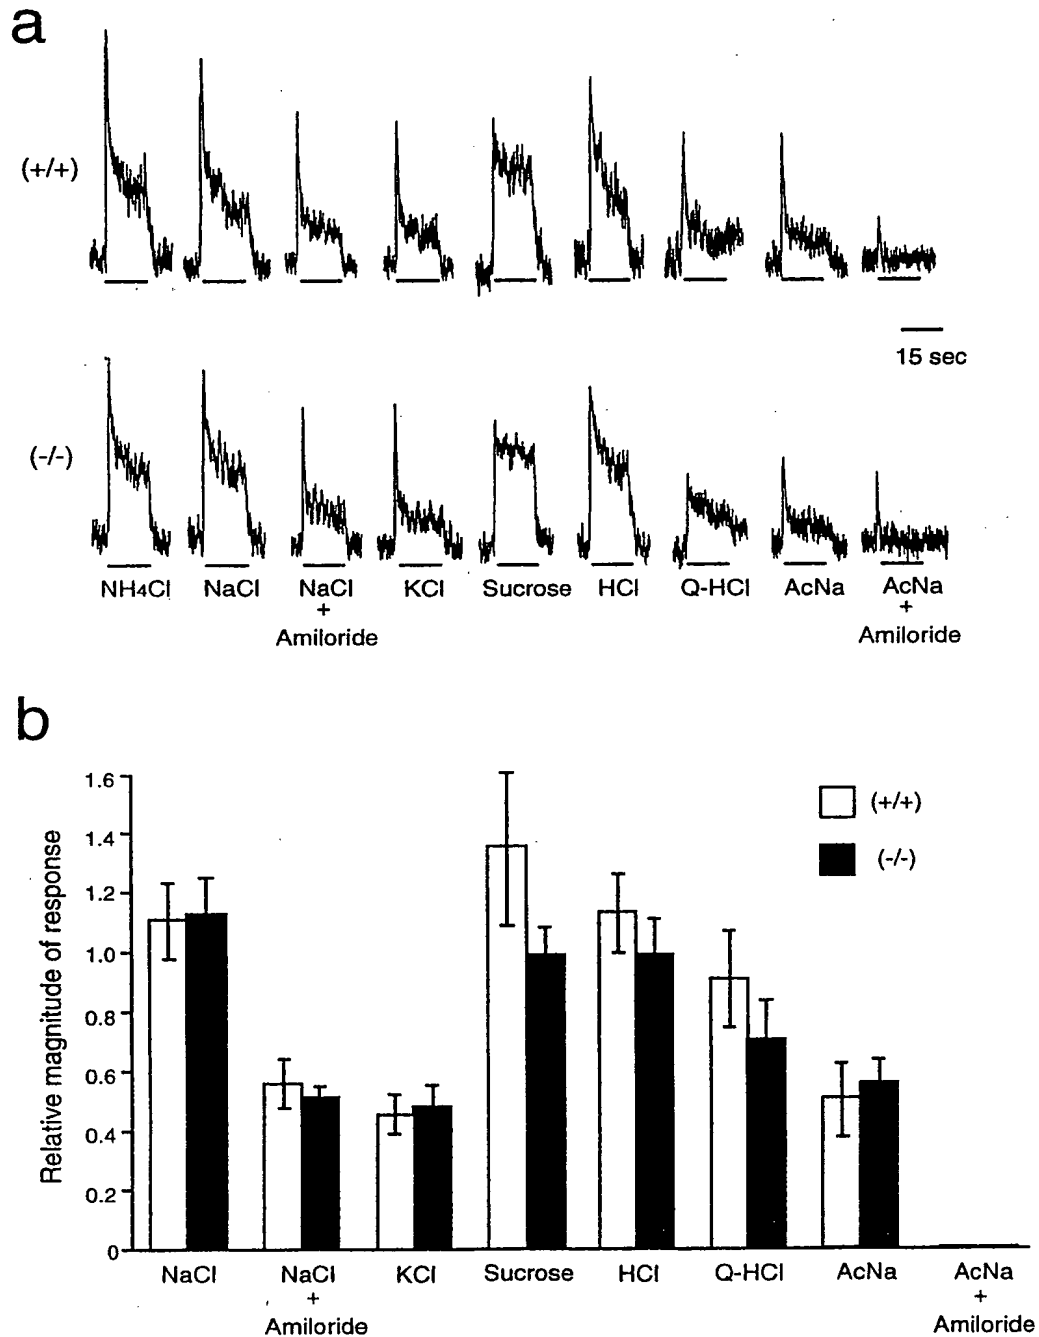 a
(+/+)
15 sec
(-/-)
NH4Cl NaCl NaCl KCl Sucrose HCl Q-HCl AcNa AcNa
+ +
Amiloride Amiloride
b
Relative magnitude of response
1.6
1.4
1.2
1.0
0.8
0.6
0.4
0.2
0
(+/+)
(-/-)
NaCl NaCl KCl Sucrose HCl Q-HCl AcNa AcNa
+ +
Amiloride Amiloride